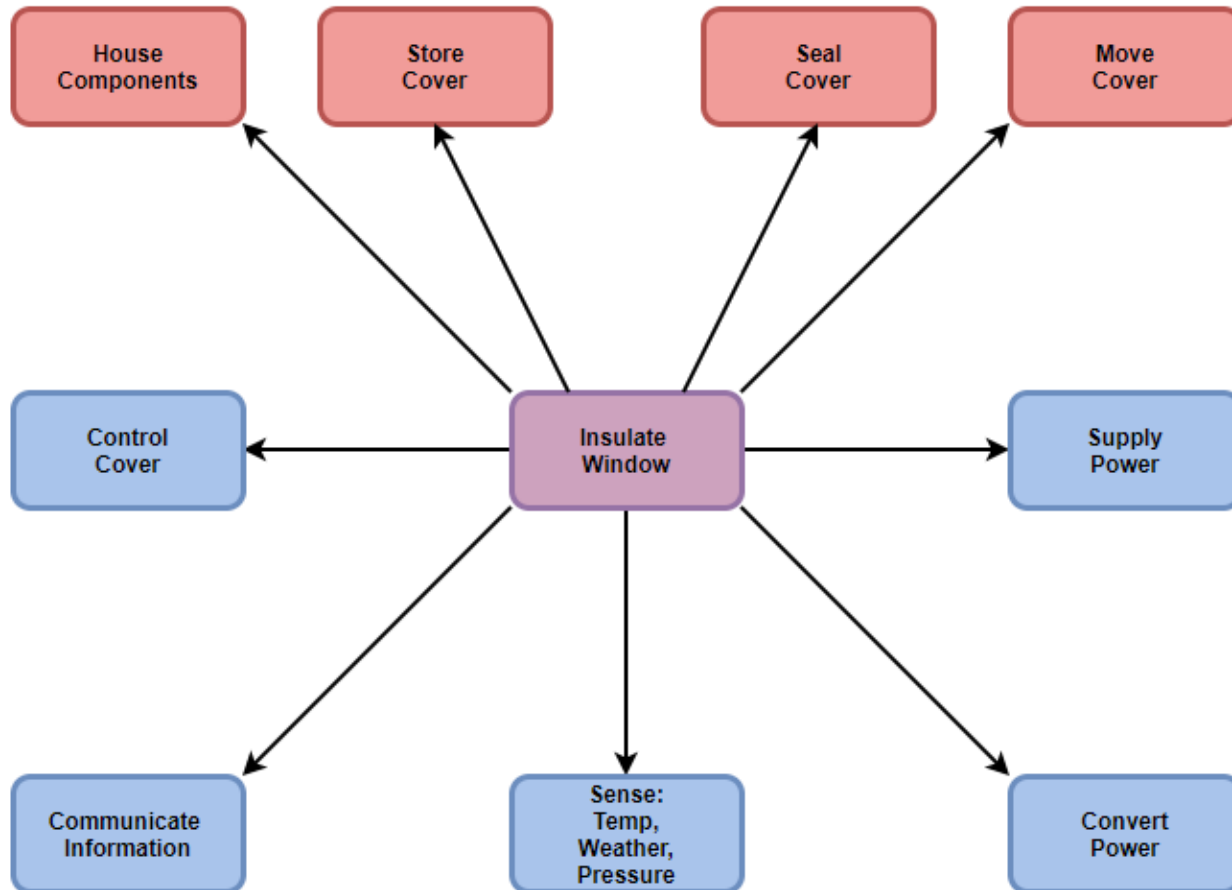 House
Components
Store
Cover
Seal
Cover
Move
Cover
Control
Cover
Insulate
Window
Supply
Power
Communicate
Information
Sense:
Temp,
Weather,
Pressure
Convert
Power